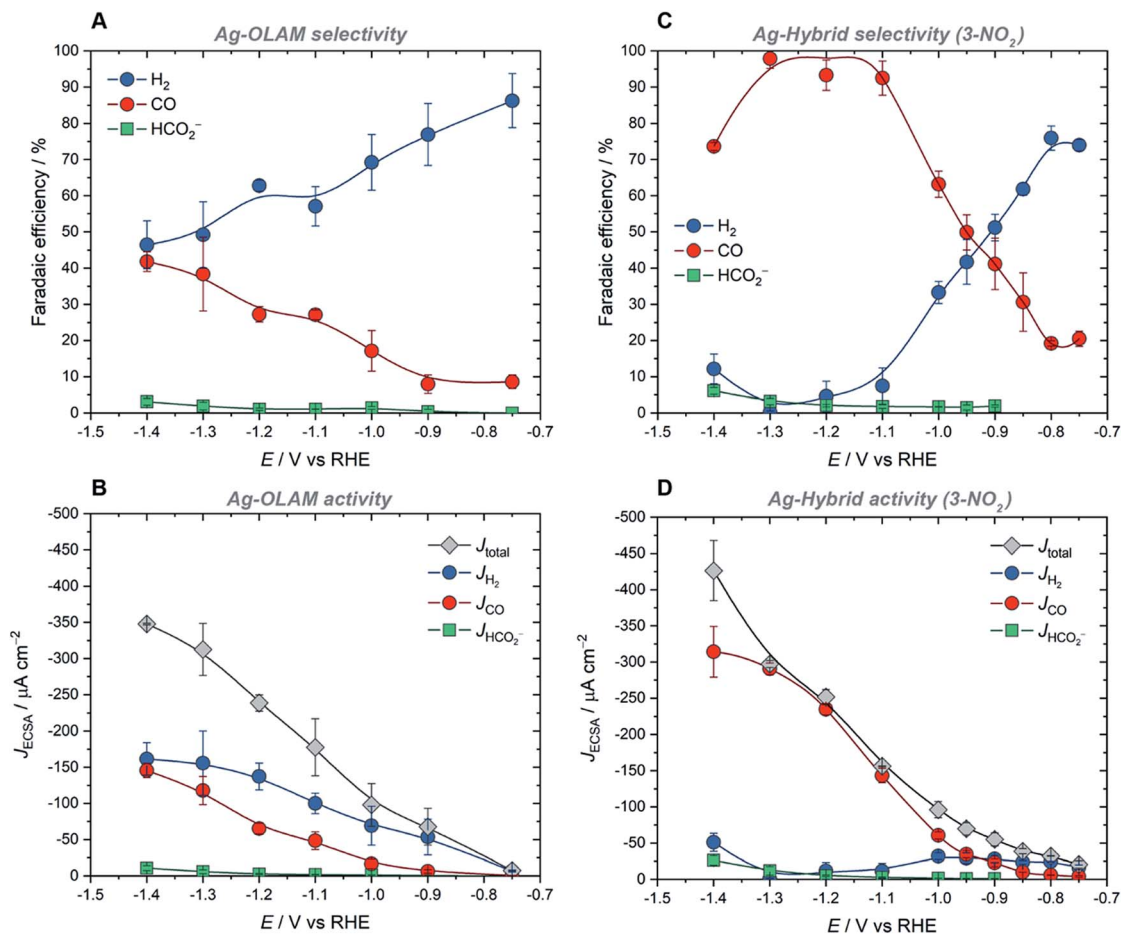 A
Ag-OLAM selectivity
Faradaic efficiency / %
100
90
80
70
60
50
40
30
20
10
0
H2
CO
HCO2−
-1.5 -1.4 -1.3 -1.2 -1.1 -1.0 -0.9 -0.8 -0.7
E / V vs RHE
C
Ag-Hybrid selectivity (3-NO2)
Faradaic efficiency / %
100
90
80
70
60
50
40
30
20
10
0
H2
CO
HCO2−
-1.5 -1.4 -1.3 -1.2 -1.1 -1.0 -0.9 -0.8 -0.7
E / V vs RHE
B
Ag-OLAM activity
JECSA / μA cm−2
-500
-450
-400
-350
-300
-250
-200
-150
-100
-50
0
Jtotal
JH2
JCO
JHCO2−
-1.5 -1.4 -1.3 -1.2 -1.1 -1.0 -0.9 -0.8 -0.7
E / V vs RHE
D
Ag-Hybrid activity (3-NO2)
JECSA / μA cm−2
-500
-450
-400
-350
-300
-250
-200
-150
-100
-50
0
Jtotal
JH2
JCO
JHCO2−
-1.5 -1.4 -1.3 -1.2 -1.1 -1.0 -0.9 -0.8 -0.7
E / V vs RHE